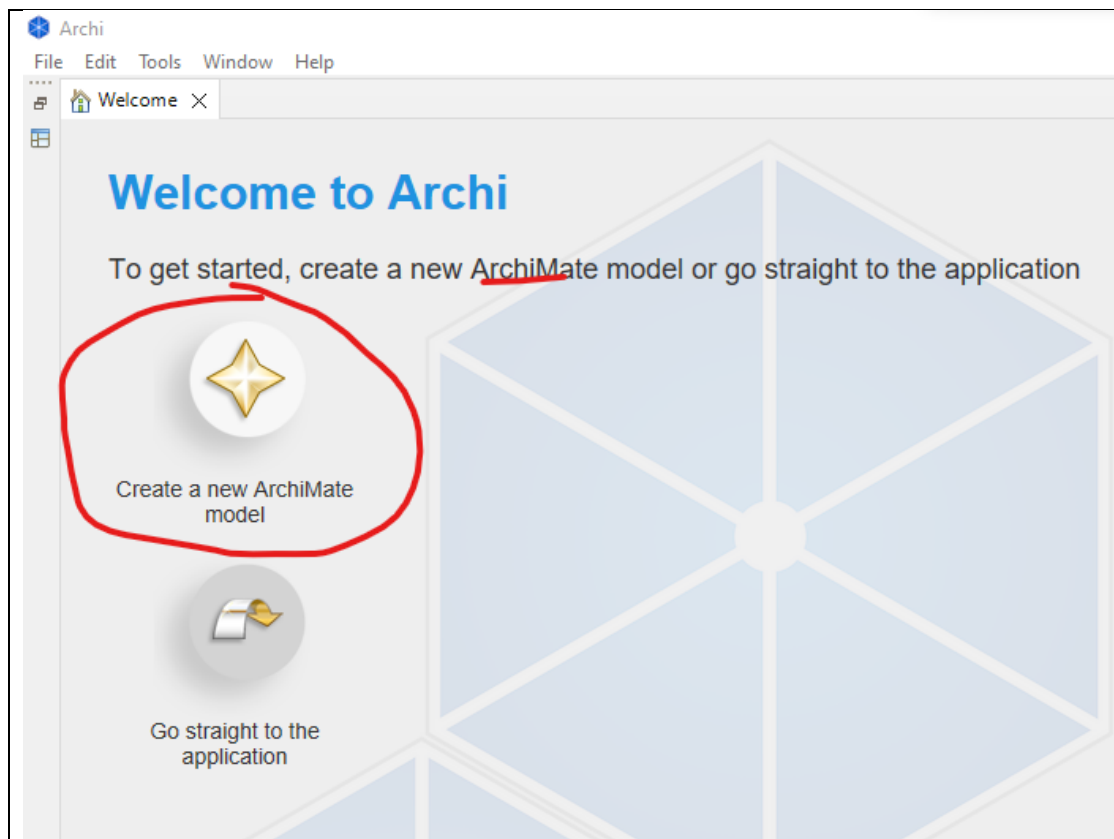 Archi
File Edit Tools Window Help
Welcome
Welcome to Archi
To get started, create a new ArchiMate model or go straight to the application
Create a new ArchiMate
model
Go straight to the
application